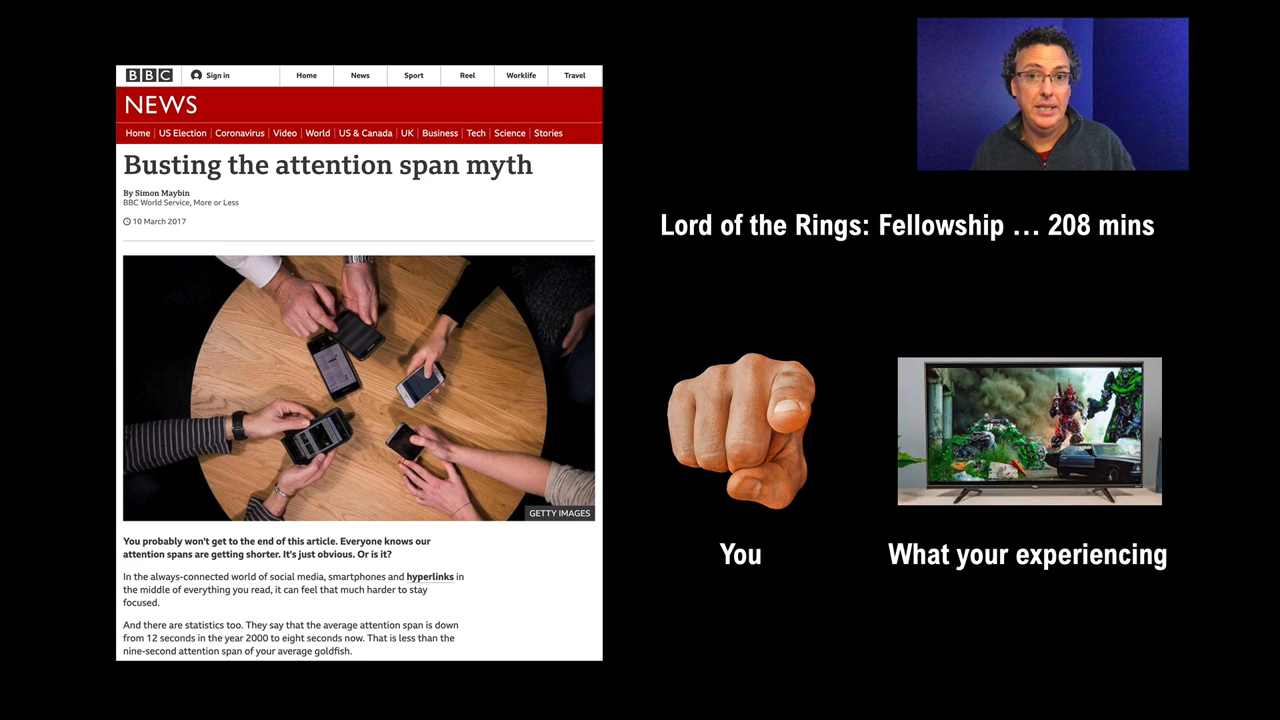 BBC
Sign in
Home
News
Sport
Reel
Worklife
Travel
NEWS
Home
US Election
Coronavirus
Video
World
US & Canada
UK
Business
Tech
Science
Stories
Busting the attention span myth
By Simon Maybin
BBC World Service, More or Less
10 March 2017
GETTY IMAGES
You probably won't get to the end of this article. Everyone knows our
attention spans are getting shorter. It's just obvious. Or is it?
In the always-connected world of social media, smartphones and hyperlinks in
the middle of everything you read, it can feel that much harder to stay
focused.
And there are statistics too. They say that the average attention span is down
from 12 seconds in the year 2000 to eight seconds now. That is less than the
nine-second attention span of your average goldfish.
Lord of the Rings: Fellowship … 208 mins
You
What your experiencing